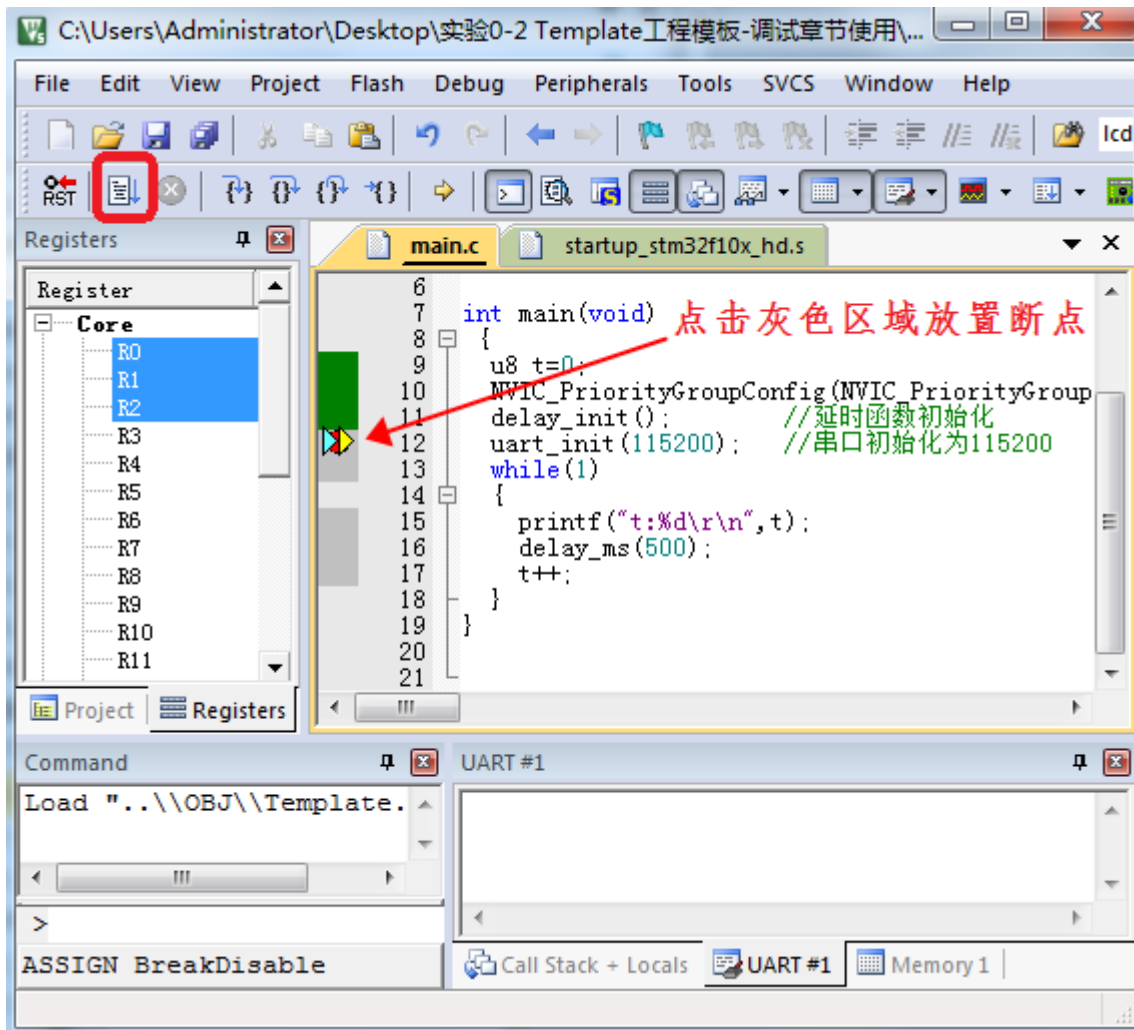 C:\Users\Administrator\Desktop\实验0-2 Template工程模板-调试章节使用\...
File Edit View Project Flash Debug Peripherals Tools SVCS Window Help
lcd
RST
Registers
main.c startup_stm32f10x_hd.s
Register
Core
R0
R1
R2
R3
R4
R5
R6
R7
R8
R9
R10
R11
Project Registers
点击灰色区域放置断点
6
7 int main(void)
8 {
9 u8 t=0;
10 NVIC_PriorityGroupConfig(NVIC_PriorityGroup
11 delay_init(); //延时函数初始化
12 uart_init(115200); //串口初始化为115200
13 while(1)
14 {
15 printf("t:%d\r\n",t);
16 delay_ms(500);
17 t++;
18 }
19 }
20
21
Command
Load "..\\OBJ\\Template.
>
ASSIGN BreakDisable
UART #1
Call Stack + Locals UART #1 Memory 1